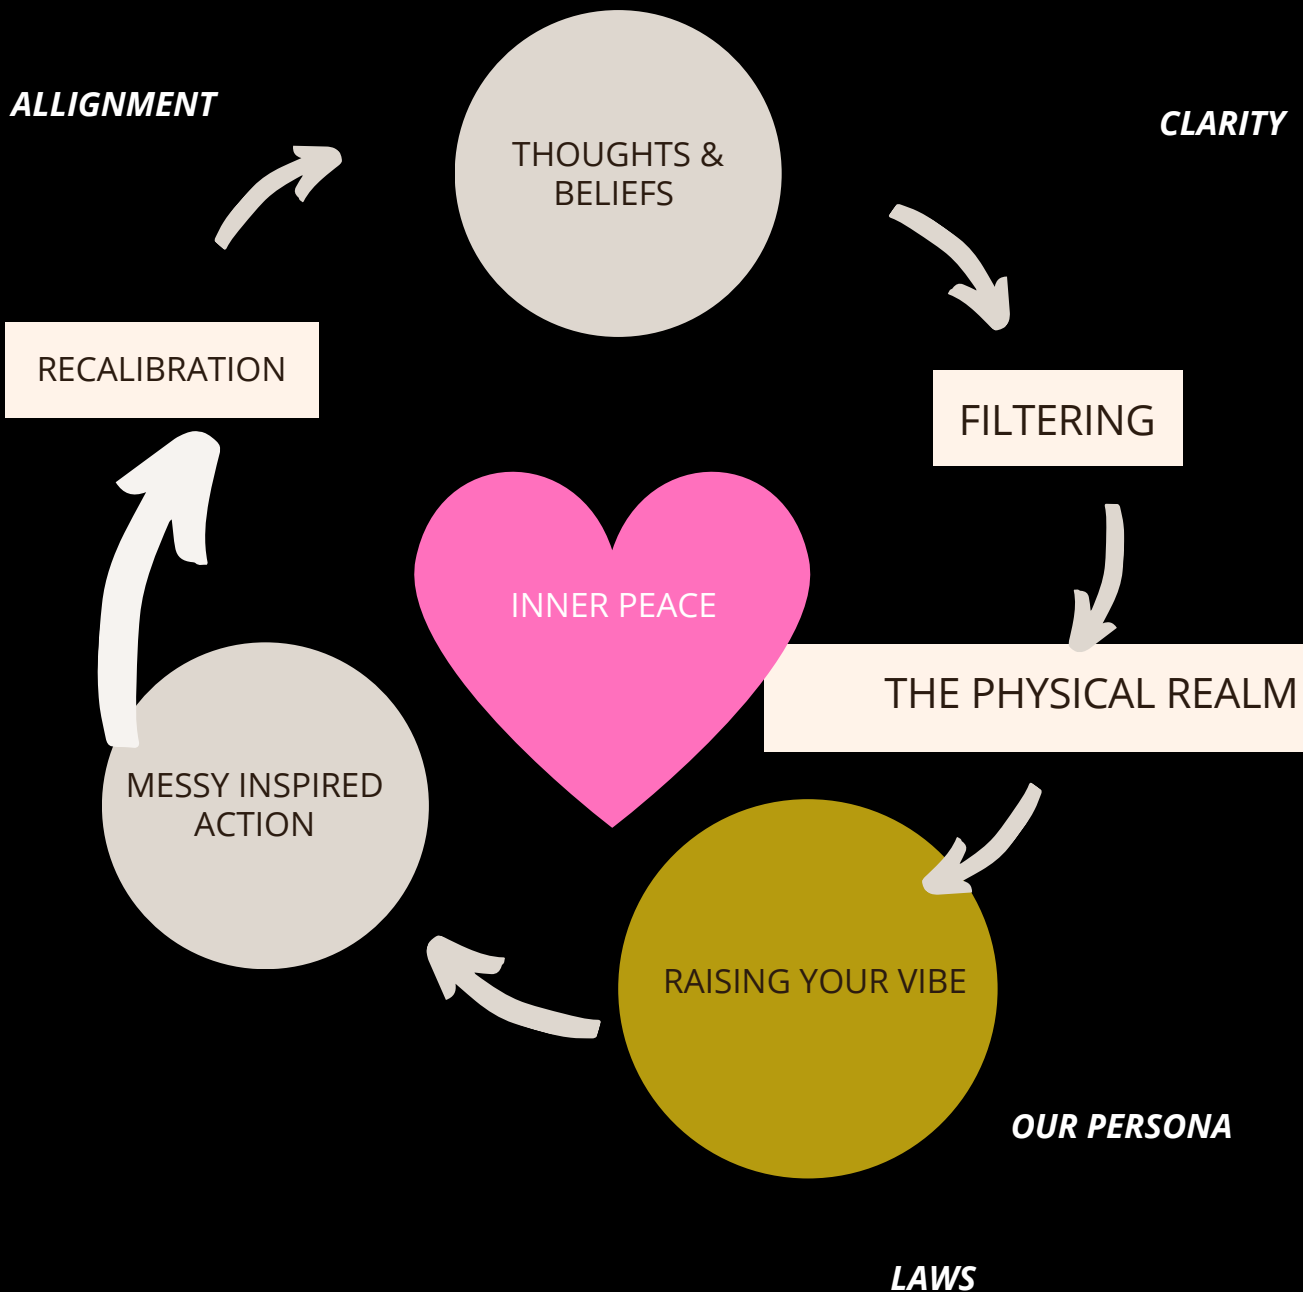 ALLIGNMENT
CLARITY
THOUGHTS &
BELIEFS
RECALIBRATION
FILTERING
INNER PEACE
THE PHYSICAL REALM
MESSY INSPIRED
ACTION
RAISING YOUR VIBE
OUR PERSONA
LAWS